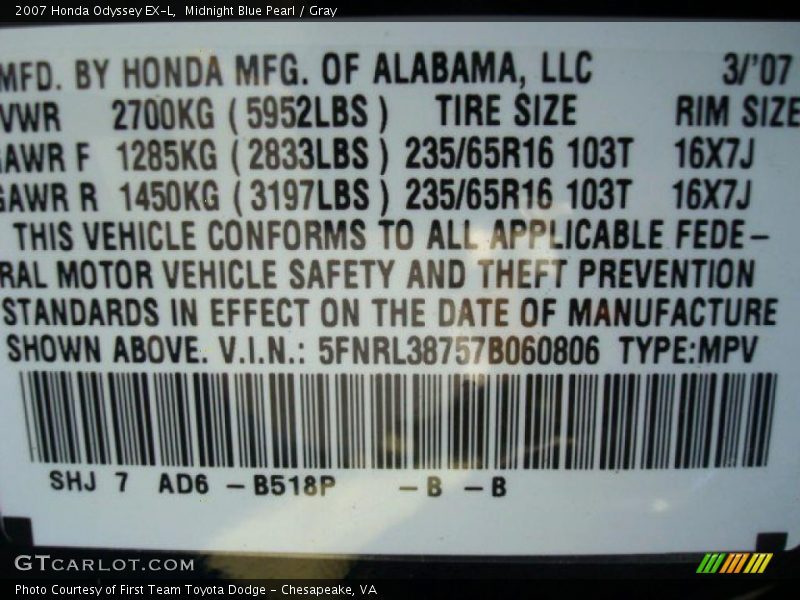 2007 Honda Odyssey EX-L, Midnight Blue Pearl / Gray
MFD. BY HONDA MFG. OF ALABAMA, LLC 3/'07
VWR 2700KG (5952LBS) TIRE SIZE RIM SIZE
GAWR F 1285KG (2833LBS) 235/65R16 103T 16X7J
GAWR R 1450KG (3197LBS) 235/65R16 103T 16X7J
THIS VEHICLE CONFORMS TO ALL APPLICABLE FEDE-
RAL MOTOR VEHICLE SAFETY AND THEFT PREVENTION
STANDARDS IN EFFECT ON THE DATE OF MANUFACTURE
SHOWN ABOVE. V.I.N.: 5FNRL38757B060806 TYPE:MPV
SHJ 7 AD6 - B518P - B - B
GTCARLOT.COM
Photo Courtesy of First Team Toyota Dodge - Chesapeake, VA